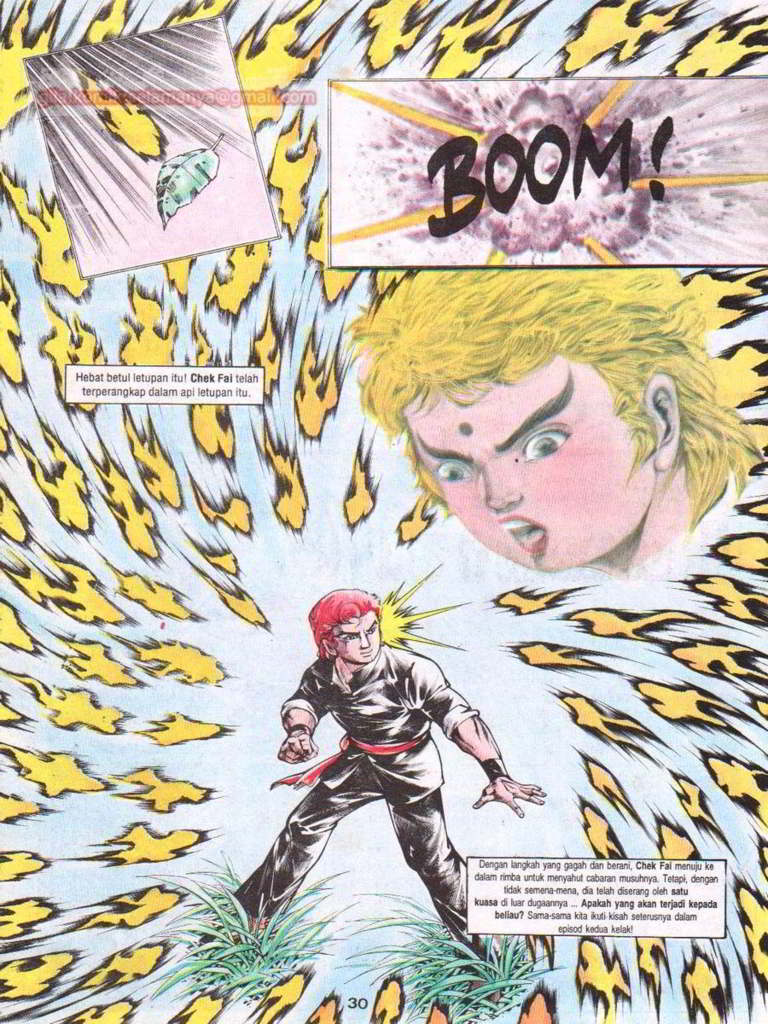 BOOM!
Hebat betul letupan itu! Chek Fai telah
terperangkap dalam api letupan itu.
Dengan langkah yang gagah dan berani, Chek Fai menuju ke
dalam rimba untuk menyahut cabaran musuhnya. Tetapi, dengan
tidak semena-mena, dia telah diserang oleh satu
kuasa di luar dugaannya ... Apakah yang akan terjadi kepada
beliau? Sama-sama kita ikuti kisah seterusnya dalam
episod kedua kelak!
30